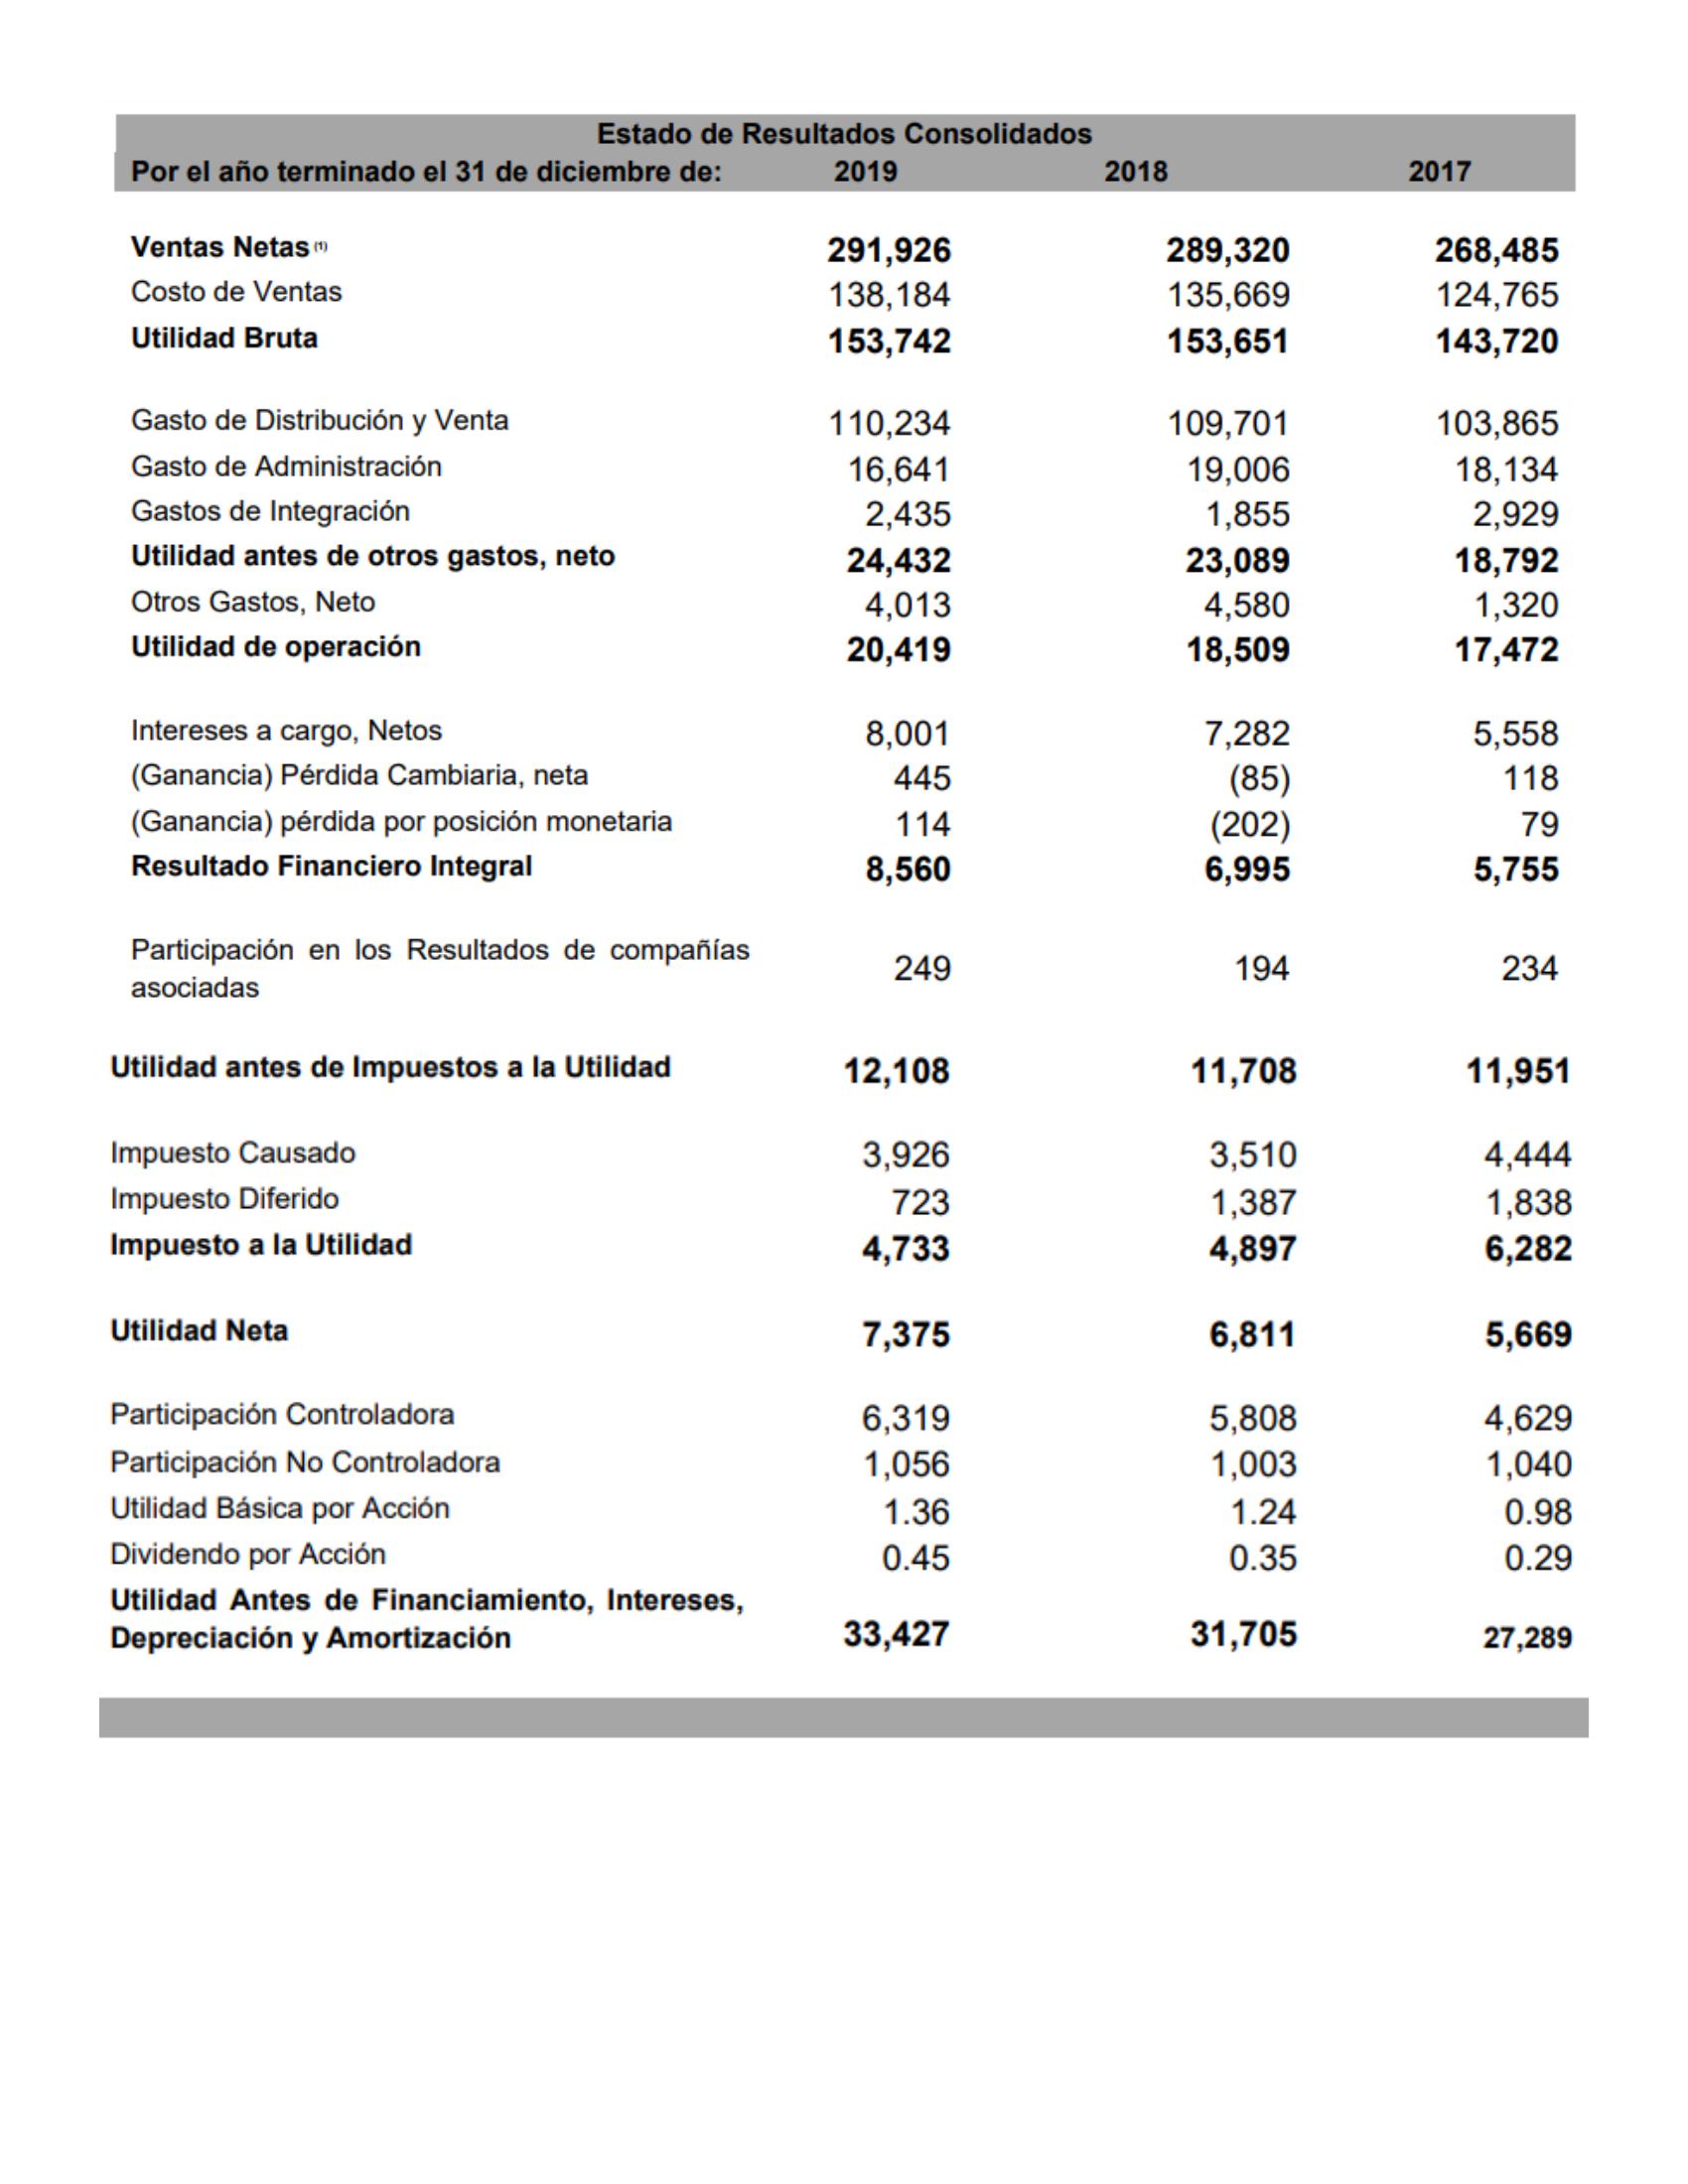 Estado de Resultados Consolidados
Por el año terminado el 31 de diciembre de: 2019 2018 2017
Ventas Netas (1) 291,926 289,320 268,485
Costo de Ventas 138,184 135,669 124,765
Utilidad Bruta 153,742 153,651 143,720
Gasto de Distribución y Venta 110,234 109,701 103,865
Gasto de Administración 16,641 19,006 18,134
Gastos de Integración 2,435 1,855 2,929
Utilidad antes de otros gastos, neto 24,432 23,089 18,792
Otros Gastos, Neto 4,013 4,580 1,320
Utilidad de operación 20,419 18,509 17,472
Intereses a cargo, Netos 8,001 7,282 5,558
(Ganancia) Pérdida Cambiaria, neta 445 (85) 118
(Ganancia) pérdida por posición monetaria 114 (202) 79
Resultado Financiero Integral 8,560 6,995 5,755
Participación en los Resultados de compañías
asociadas 249 194 234
Utilidad antes de Impuestos a la Utilidad 12,108 11,708 11,951
Impuesto Causado 3,926 3,510 4,444
Impuesto Diferido 723 1,387 1,838
Impuesto a la Utilidad 4,733 4,897 6,282
Utilidad Neta 7,375 6,811 5,669
Participación Controladora 6,319 5,808 4,629
Participación No Controladora 1,056 1,003 1,040
Utilidad Básica por Acción 1.36 1.24 0.98
Dividendo por Acción 0.45 0.35 0.29
Utilidad Antes de Financiamiento, Intereses,
Depreciación y Amortización 33,427 31,705 27,289